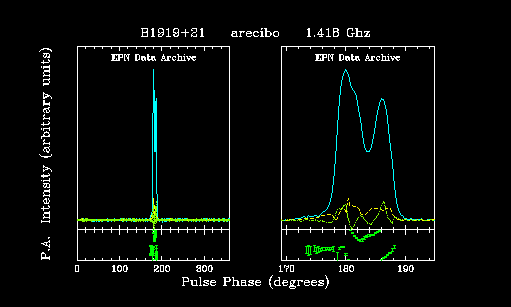 B1919+21 arecibo 1.418 Ghz
EPN Data Archive EPN Data Archive
P.A. Intensity (arbitrary units)
0 100 200 300 170 180 190
Pulse Phase (degrees)